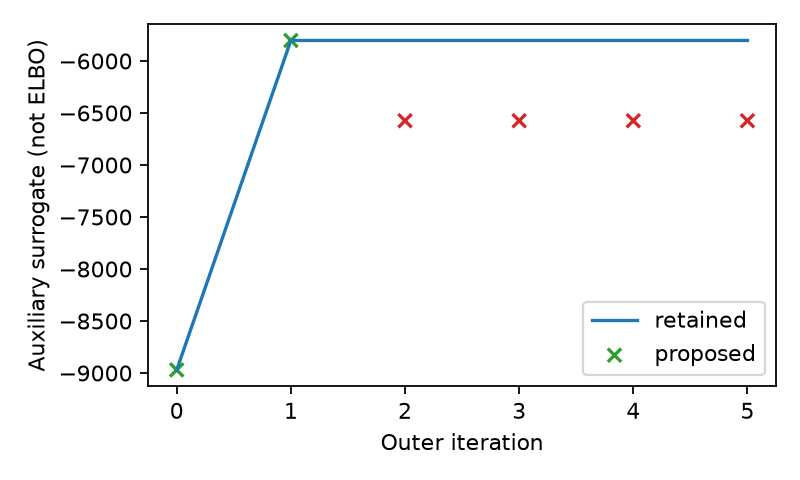 Auxiliary surrogate (not ELBO)
−6000
−6500
−7000
−7500
−8000
−8500
−9000
retained
proposed
0 1 2 3 4 5
Outer iteration